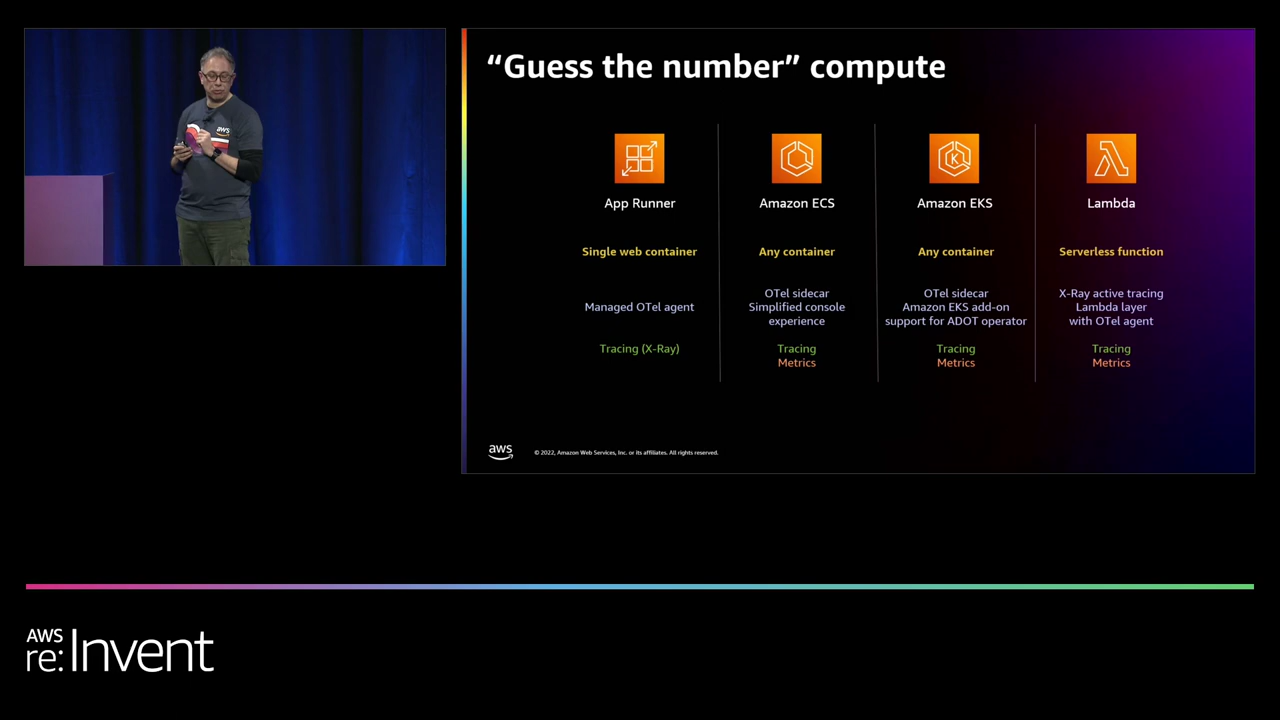 aws
“Guess the number” compute
App Runner
Amazon ECS
Amazon EKS
Lambda
Single web container
Any container
Any container
Serverless function
Managed OTel agent
OTel sidecar
Simplified console
experience
OTel sidecar
Amazon EKS add-on
support for ADOT operator
X-Ray active tracing
Lambda layer
with OTel agent
Tracing (X-Ray)
Tracing
Metrics
Tracing
Metrics
Tracing
Metrics
aws
© 2022, Amazon Web Services, Inc. or its affiliates. All rights reserved.
AWS
re:Invent